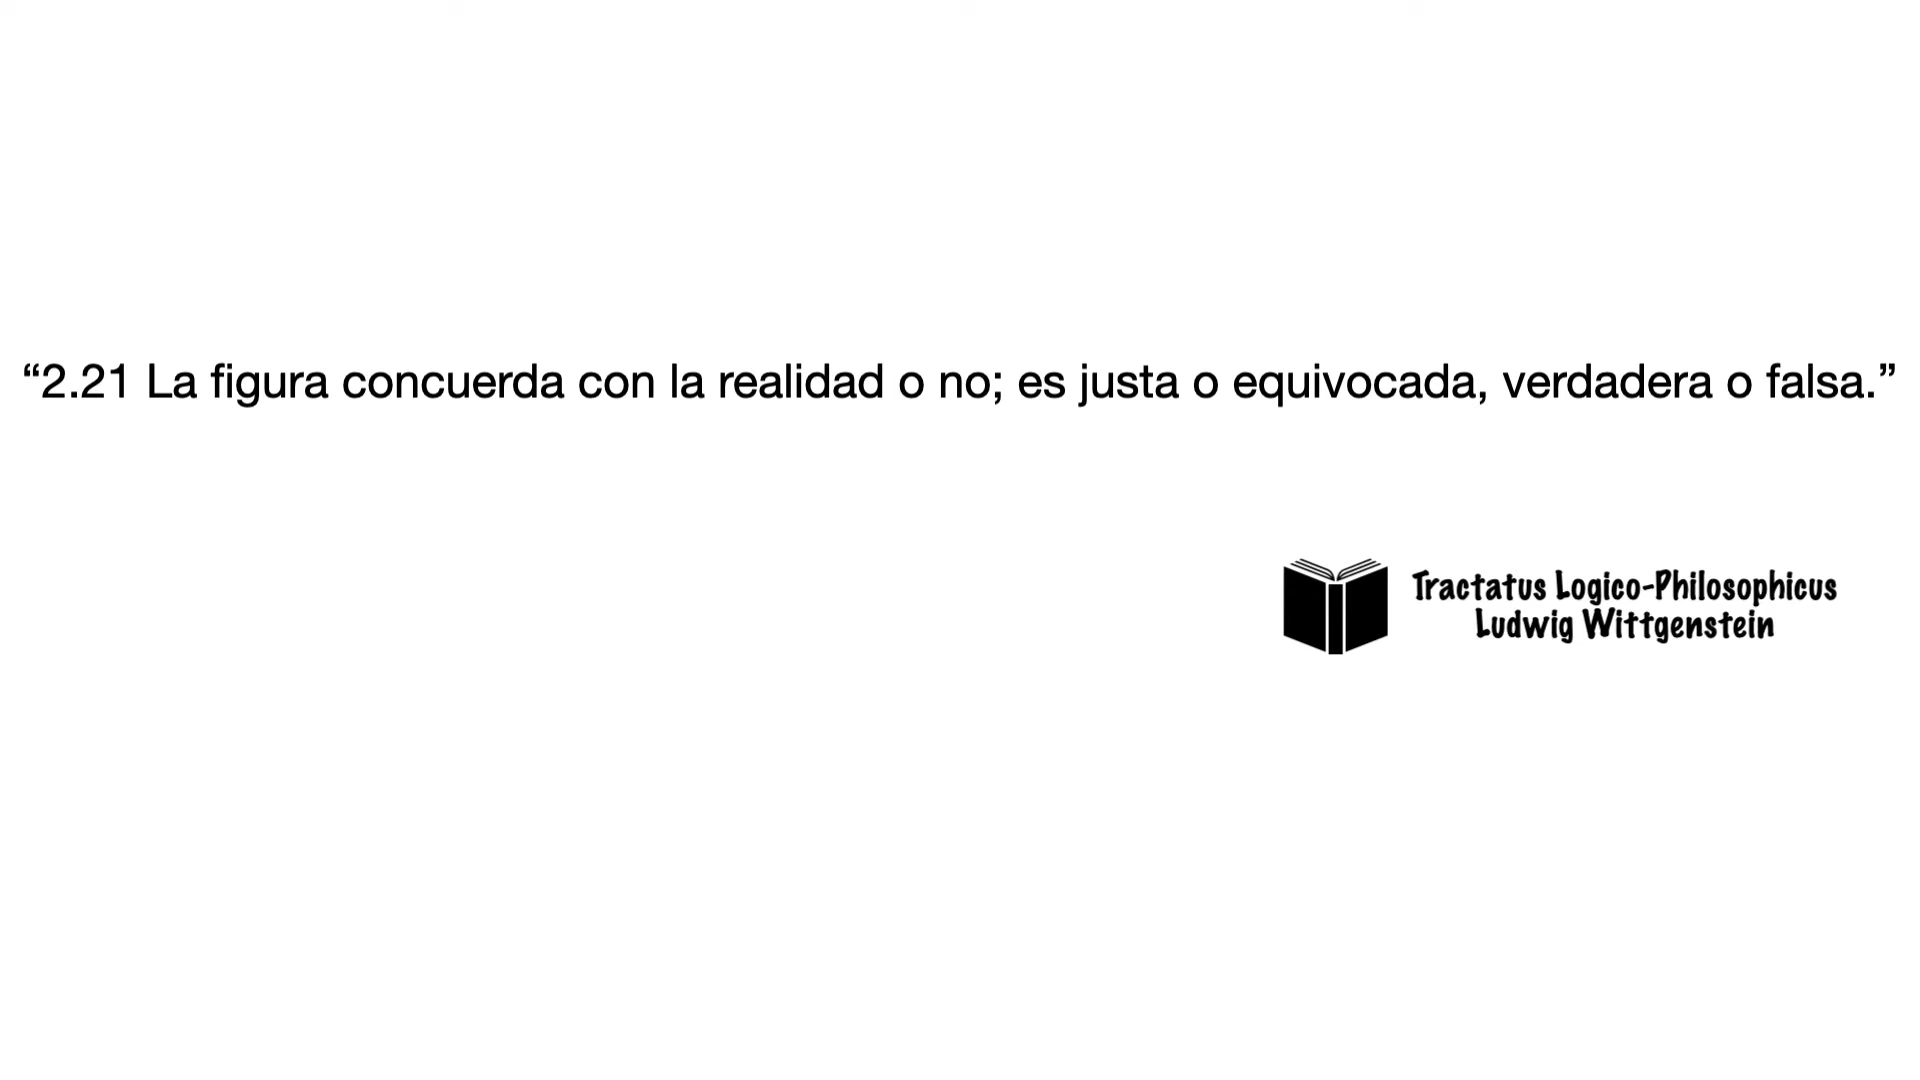 “2.21 La figura concuerda con la realidad o no; es justa o equivocada, verdadera o falsa.”
Tractatus Logico-Philosophicus
Ludwig Wittgenstein